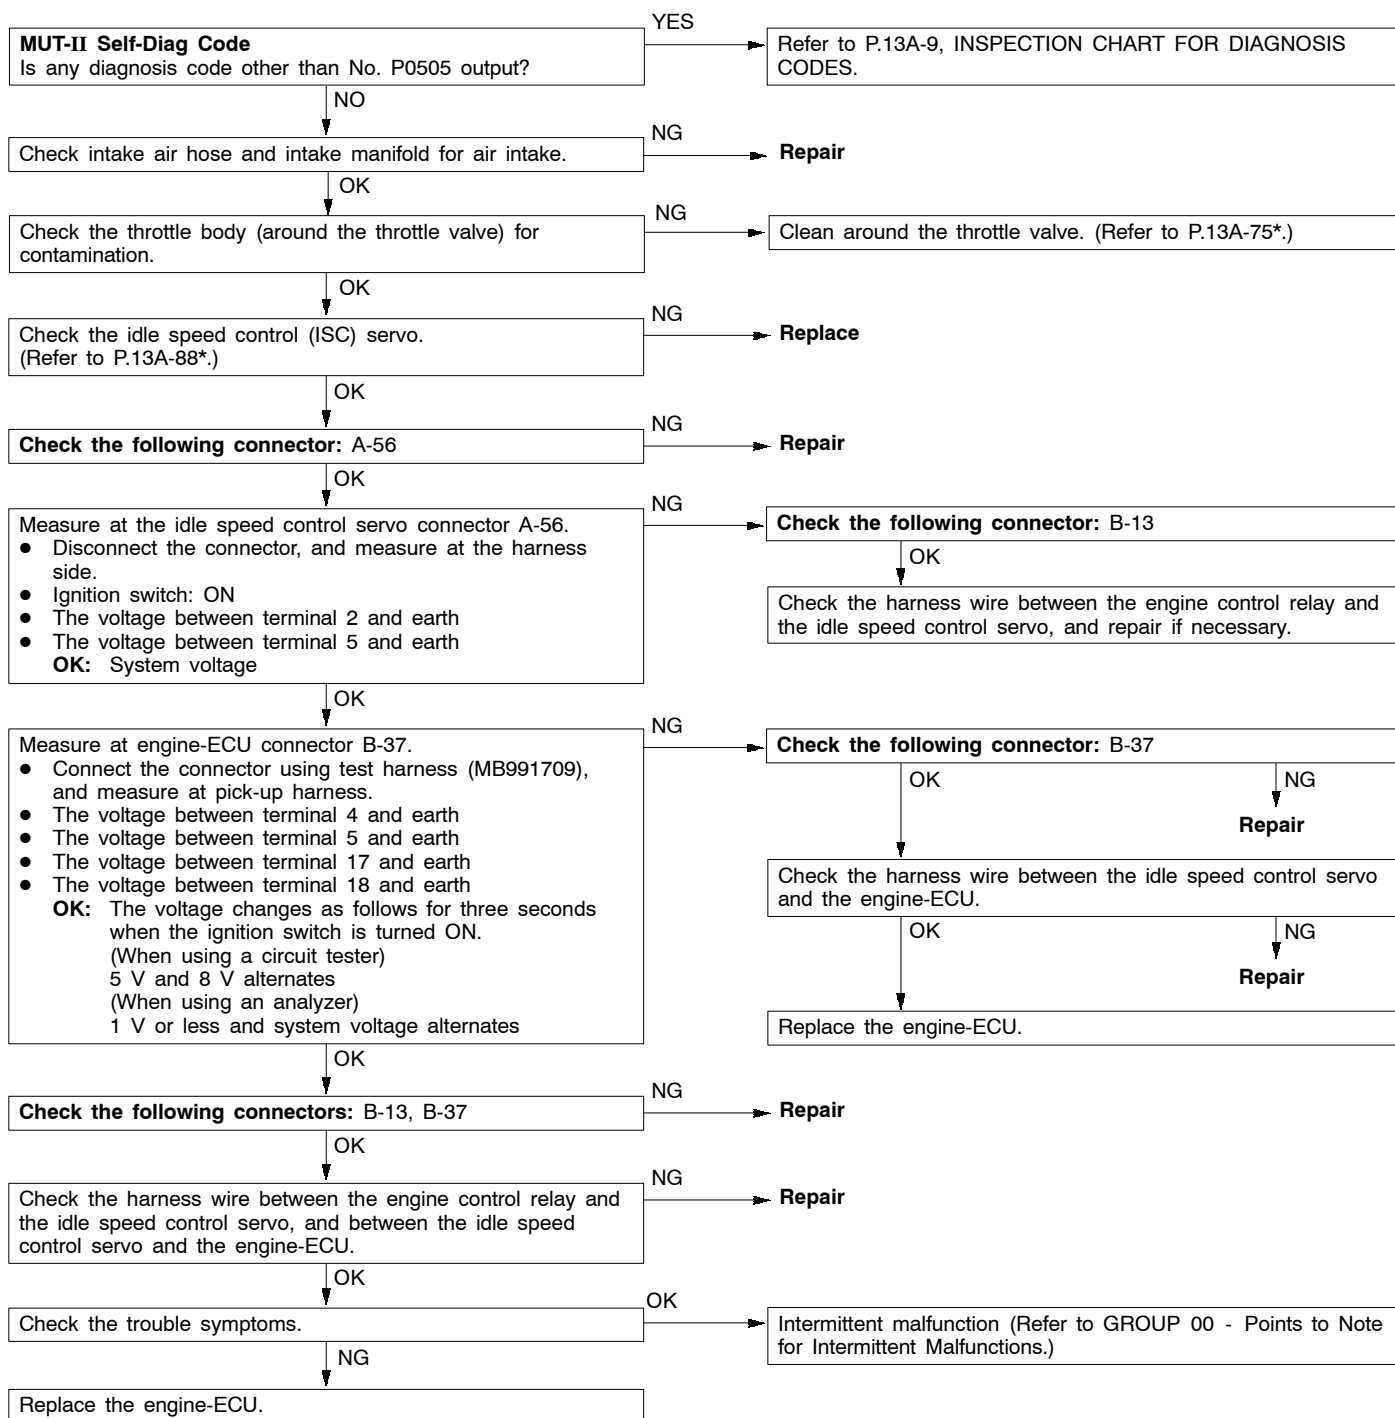 YES
MUT-II Self-Diag Code
Is any diagnosis code other than No. P0505 output?
Refer to P.13A-9, INSPECTION CHART FOR DIAGNOSIS
CODES.
NO
Check intake air hose and intake manifold for air intake.
NG
Repair
OK
Check the throttle body (around the throttle valve) for
contamination.
NG
Clean around the throttle valve. (Refer to P.13A-75*.)
OK
Check the idle speed control (ISC) servo.
(Refer to P.13A-88*.)
NG
Replace
OK
Check the following connector: A-56
NG
Repair
OK
Measure at the idle speed control servo connector A-56.
● Disconnect the connector, and measure at the harness
side.
● Ignition switch: ON
● The voltage between terminal 2 and earth
● The voltage between terminal 5 and earth
OK: System voltage
NG
Check the following connector: B-13
OK
Check the harness wire between the engine control relay and
the idle speed control servo, and repair if necessary.
OK
Measure at engine-ECU connector B-37.
● Connect the connector using test harness (MB991709),
and measure at pick-up harness.
● The voltage between terminal 4 and earth
● The voltage between terminal 5 and earth
● The voltage between terminal 17 and earth
● The voltage between terminal 18 and earth
OK: The voltage changes as follows for three seconds
when the ignition switch is turned ON.
(When using a circuit tester)
5 V and 8 V alternates
(When using an analyzer)
1 V or less and system voltage alternates
NG
Check the following connector: B-37
OK
NG
Repair
Check the harness wire between the idle speed control servo
and the engine-ECU.
OK
NG
Repair
Replace the engine-ECU.
OK
Check the following connectors: B-13, B-37
NG
Repair
OK
Check the harness wire between the engine control relay and
the idle speed control servo, and between the idle speed
control servo and the engine-ECU.
NG
Repair
OK
Check the trouble symptoms.
OK
Intermittent malfunction (Refer to GROUP 00 - Points to Note
for Intermittent Malfunctions.)
NG
Replace the engine-ECU.